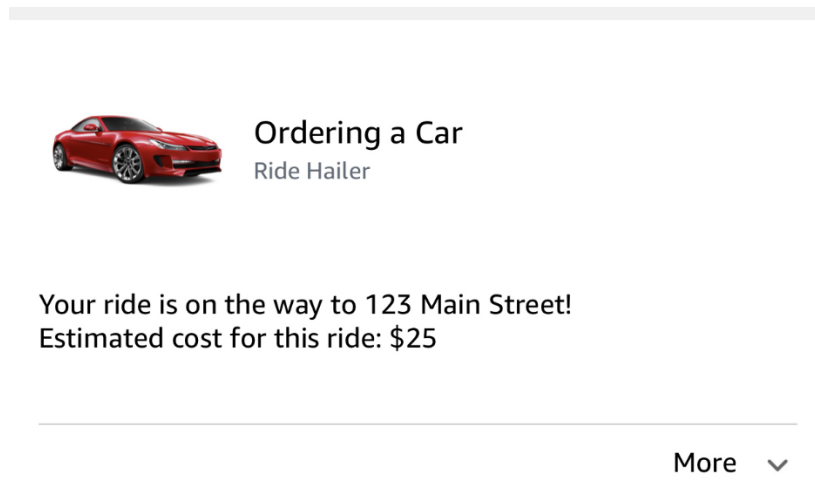 Ordering a Car
Ride Hailer
Your ride is on the way to 123 Main Street!
Estimated cost for this ride: $25
More